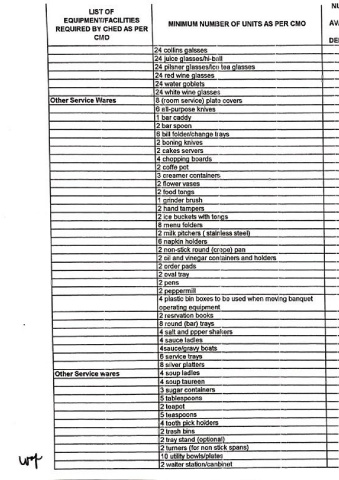 LIST OF
EQUIPMENT/FACILITIES
REQUIRED BY CHED AS PER
CMO
MINIMUM NUMBER OF UNITS AS PER CMO
NU
AVA
DE
24 collins galsses
24 juice glasses/hi-ball
24 pilsner glasses/icn tea glasses
24 red wine glasses
24 water goblets
24 white wine glasses
Other Service Wares
8 (room service) plate covers
6 all-purpose knives
1 bar caddy
2 bar spoon
6 bill folder/change trays
2 boning knives
2 cakes servers
4 chopping boards
2 coffe pot
3 creamer containers
2 flower vases
2 food tongs
1 grinder brush
2 hand tampers
2 ice buckets with tongs
8 menu folders
2 milk pitchers ( stainless steel)
6 napkin holders
2 non-stick round (crepe) pan
2 oil and vinegar containers and holders
2 order pads
2 oval tray
2 pens
2 peppermill
4 plastic bin boxes to be used when moving banquet
operating equipment
2 resrvation books
8 round (bar) trays
4 salt and ppper shakers
4 sauce ladles
4sauce/gravy boats
6 service trays
8 silver platters
Other Service wares
4 soup ladles
4 soup taureen
3 sugar containers
5 tablespoons
2 teapot
5 teaspoons
4 tooth pick holders
2 trash bins
2 tray stand (optional)
2 turners (for non stick spans)
10 utility bowls/plates
2 waiter station/canbinet